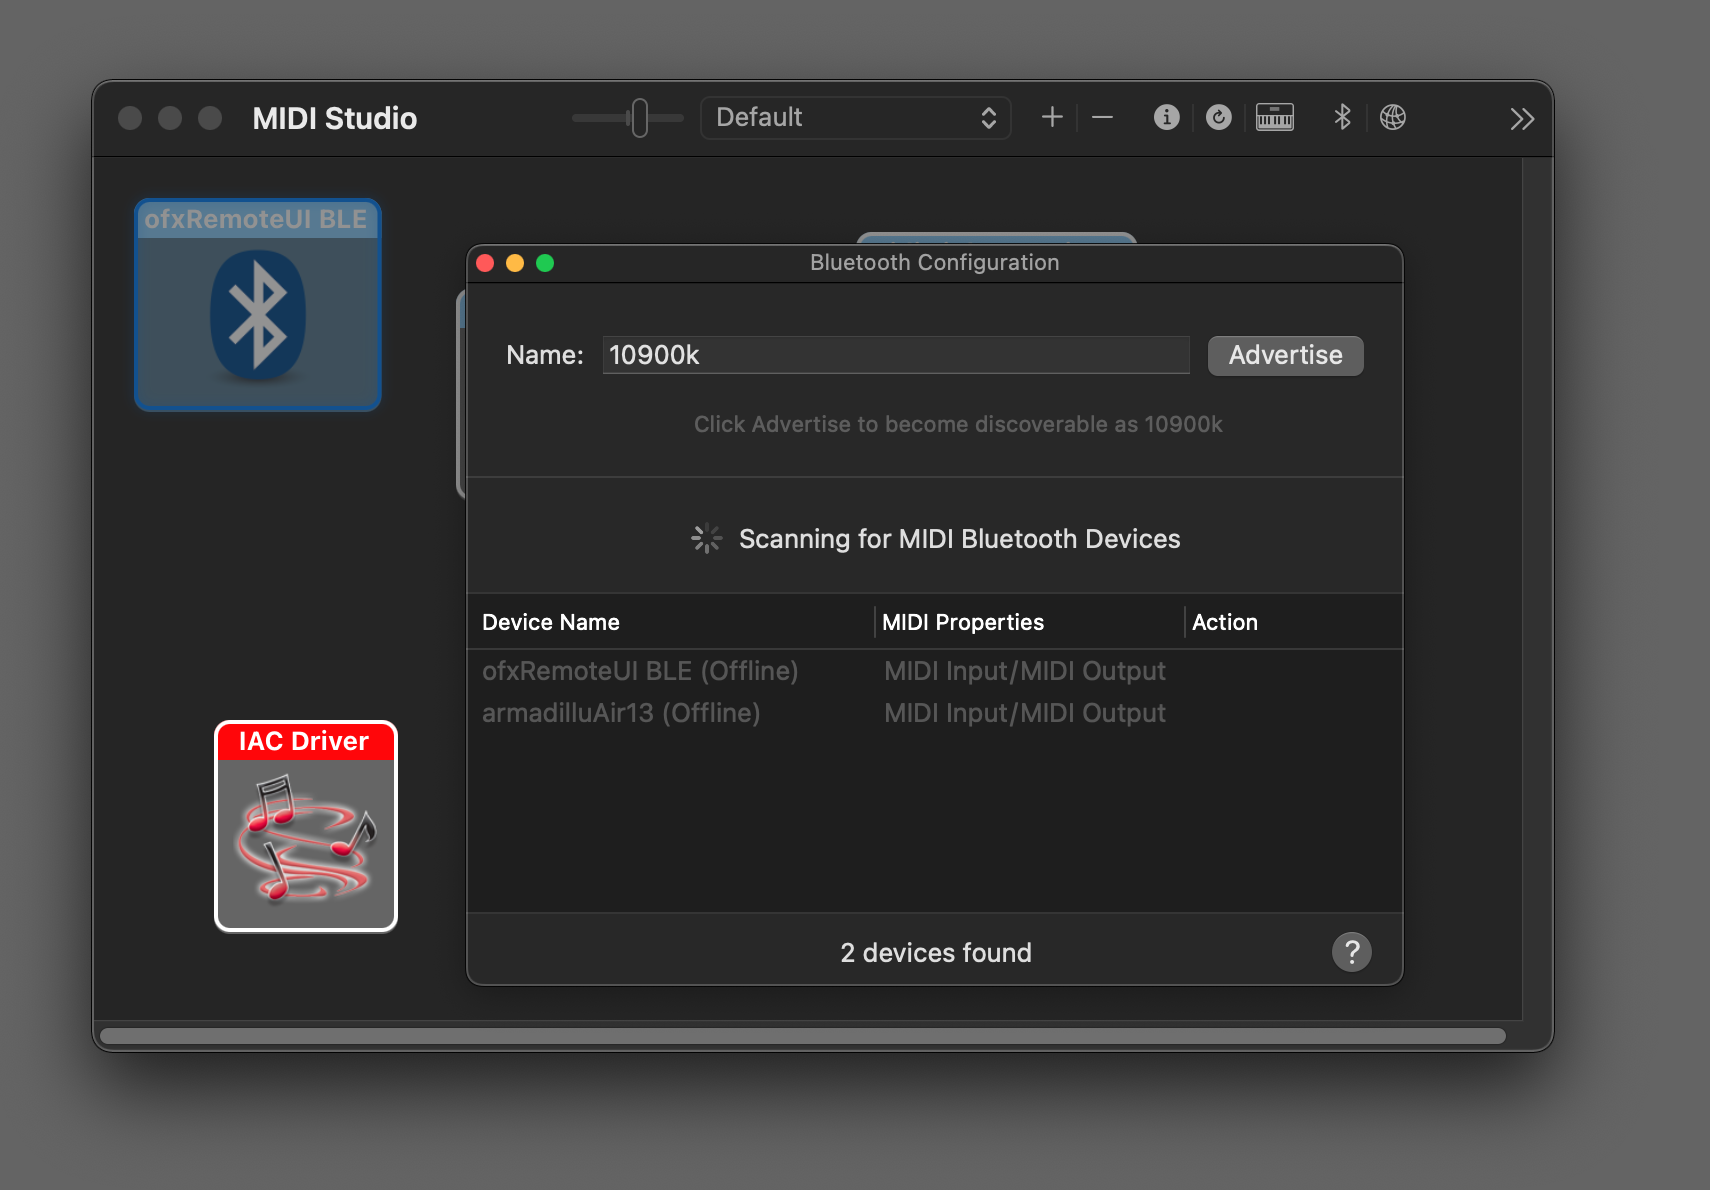 MIDI Studio
Default
ofxRemoteUI BLE
Bluetooth Configuration
Name: 10900k
Advertise
Click Advertise to become discoverable as 10900k
Scanning for MIDI Bluetooth Devices
Device Name MIDI Properties Action
ofxRemoteUI BLE (Offline) MIDI Input/MIDI Output
armadilluAir13 (Offline) MIDI Input/MIDI Output
IAC Driver
2 devices found
?